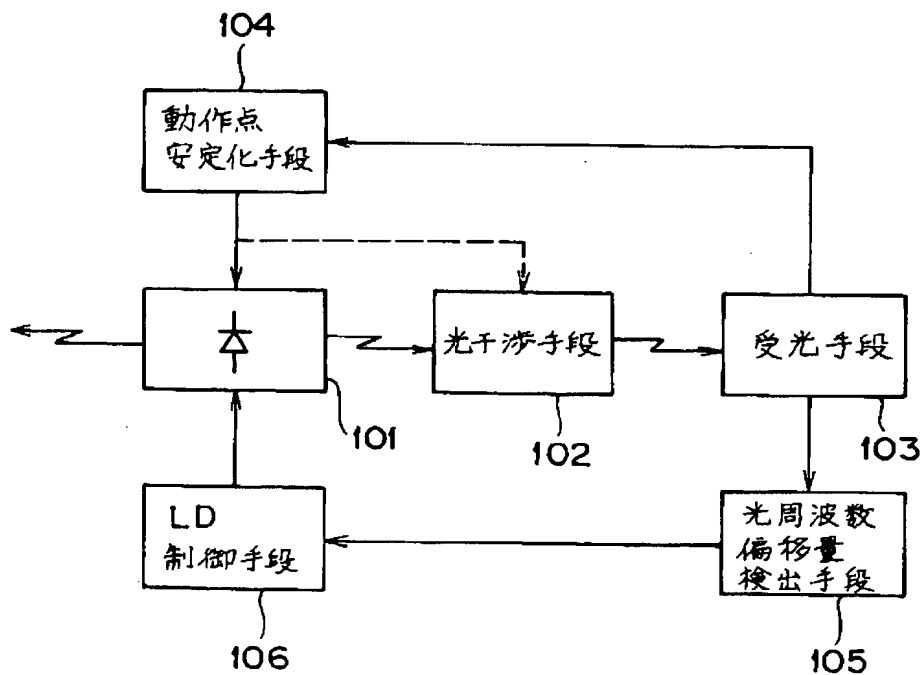 104
動作点
安定化手段
101
光干渉手段
102
受光手段
103
LD
制御手段
106
光周波数
偏移量
検出手段
105